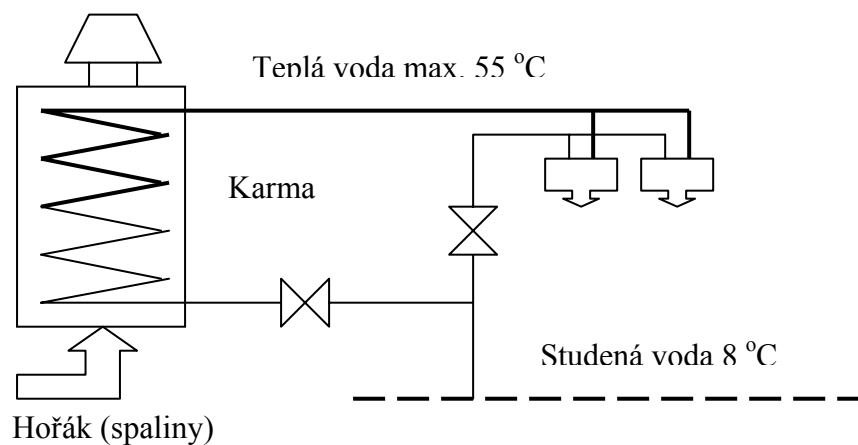 Teplá voda max. 55 °C
Karma
Studená voda 8 °C
Hořák (spaliny)